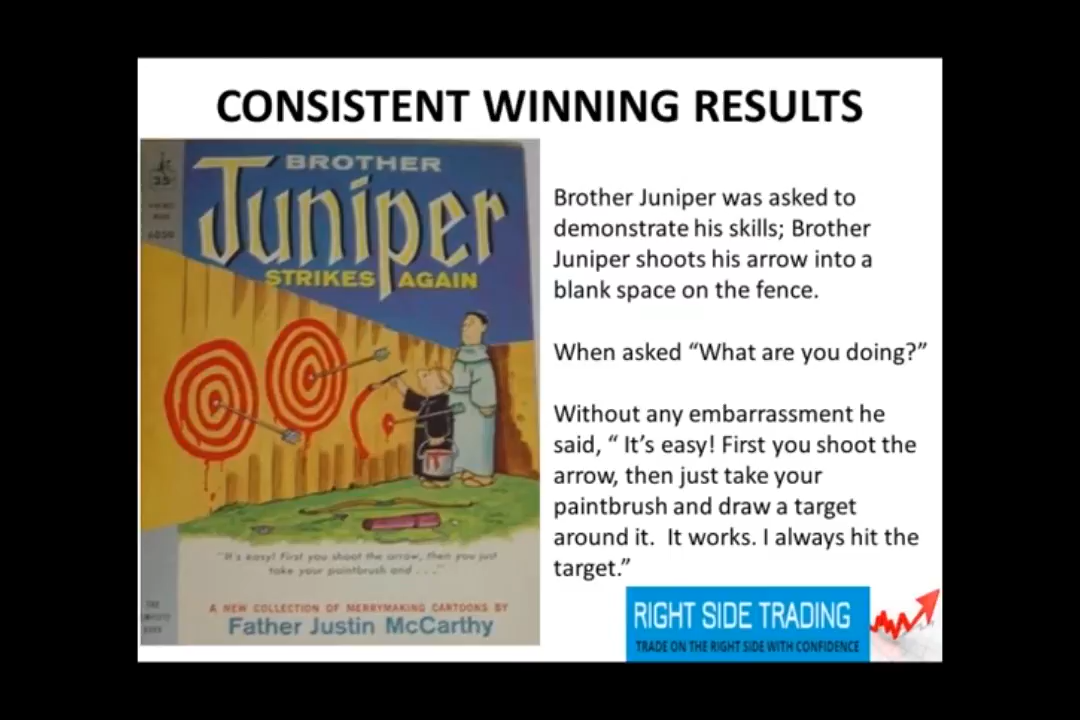 CONSISTENT WINNING RESULTS
BROTHER
Juniper
STRIKES AGAIN
"It's easy! First you shoot the arrow, then you just
take your paintbrush and . . ."
A NEW COLLECTION OF MERRYMAKING CARTOONS BY
Father Justin McCarthy
Brother Juniper was asked to
demonstrate his skills; Brother
Juniper shoots his arrow into a
blank space on the fence.
When asked “What are you doing?”
Without any embarrassment he
said, “ It’s easy! First you shoot the
arrow, then just take your
paintbrush and draw a target
around it.  It works. I always hit the
target.”
RIGHT SIDE TRADING
TRADE ON THE RIGHT SIDE WITH CONFIDENCE